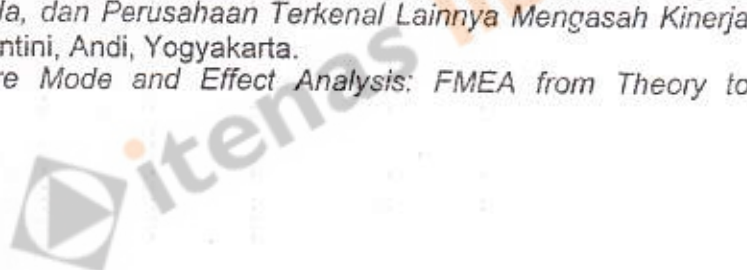 da, dan Perusahaan Terkenal Lainnya Mengasah Kinerja
ntini, Andi, Yogyakarta.
re Mode and Effect Analysis: FMEA from Theory to
itenas